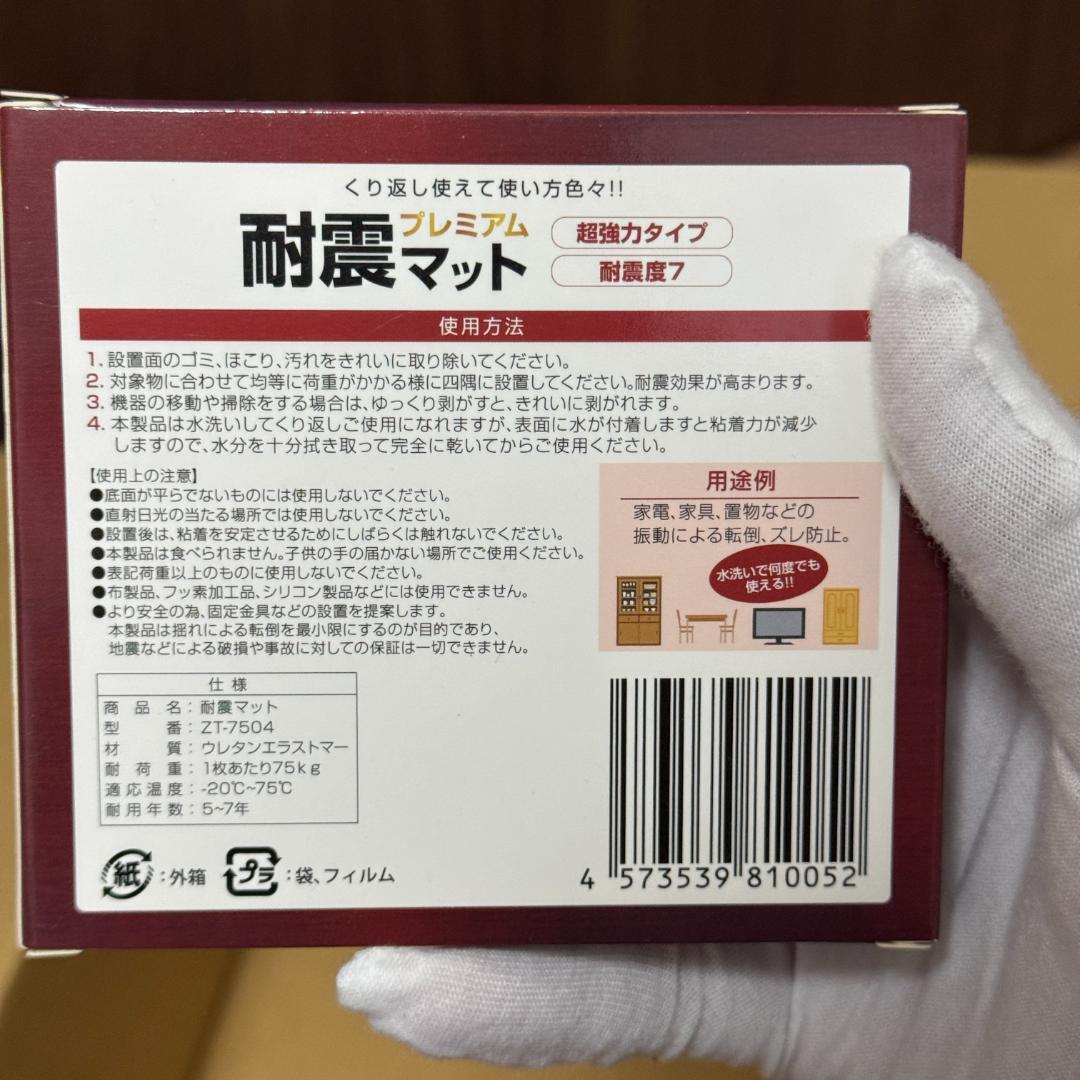 くり返し使えて使い方色々!!
耐震プレミアムマット
超強力タイプ
耐震度7
使用方法
1. 設置面のゴミ、ほこり、汚れをきれいに取り除いてください。
2. 対象物に合わせて均等に荷重がかかる様に四隅に設置してください。耐震効果が高まります。
3. 機器の移動や掃除をする場合は、ゆっくり剥がすと、きれいに剥がれます。
4. 本製品は水洗いしてくり返しご使用になれますが、表面に水が付着しますと粘着力が減少
しますので、水分を十分拭き取って完全に乾いてからご使用ください。
【使用上の注意】
●底面が平らでないものには使用しないでください。
●直射日光の当たる場所では使用しないでください。
●設置後は、粘着を安定させるためにしばらくは触れないでください。
●本製品は食べられません。子供の手の届かない場所でご使用ください。
●表記荷重以上のものに使用しないでください。
●布製品、フッ素加工品、シリコン製品などには使用できません。
●より安全の為、固定金具などの設置を提案します。
本製品は揺れによる転倒を最小限にするのが目的であり、
地震などによる破損や事故に対しての保証は一切できません。
用途例
家電、家具、置物などの
振動による転倒、ズレ防止。
水洗いで何度でも
使える!!
仕様
商品名:耐震マット
型番:ZT-7504
材質:ウレタンエラストマー
耐荷重:1枚あたり75kg
適応温度:-20℃~75℃
耐用年数:5~7年
紙:外箱
プラ:袋、フィルム
4 573539 810052